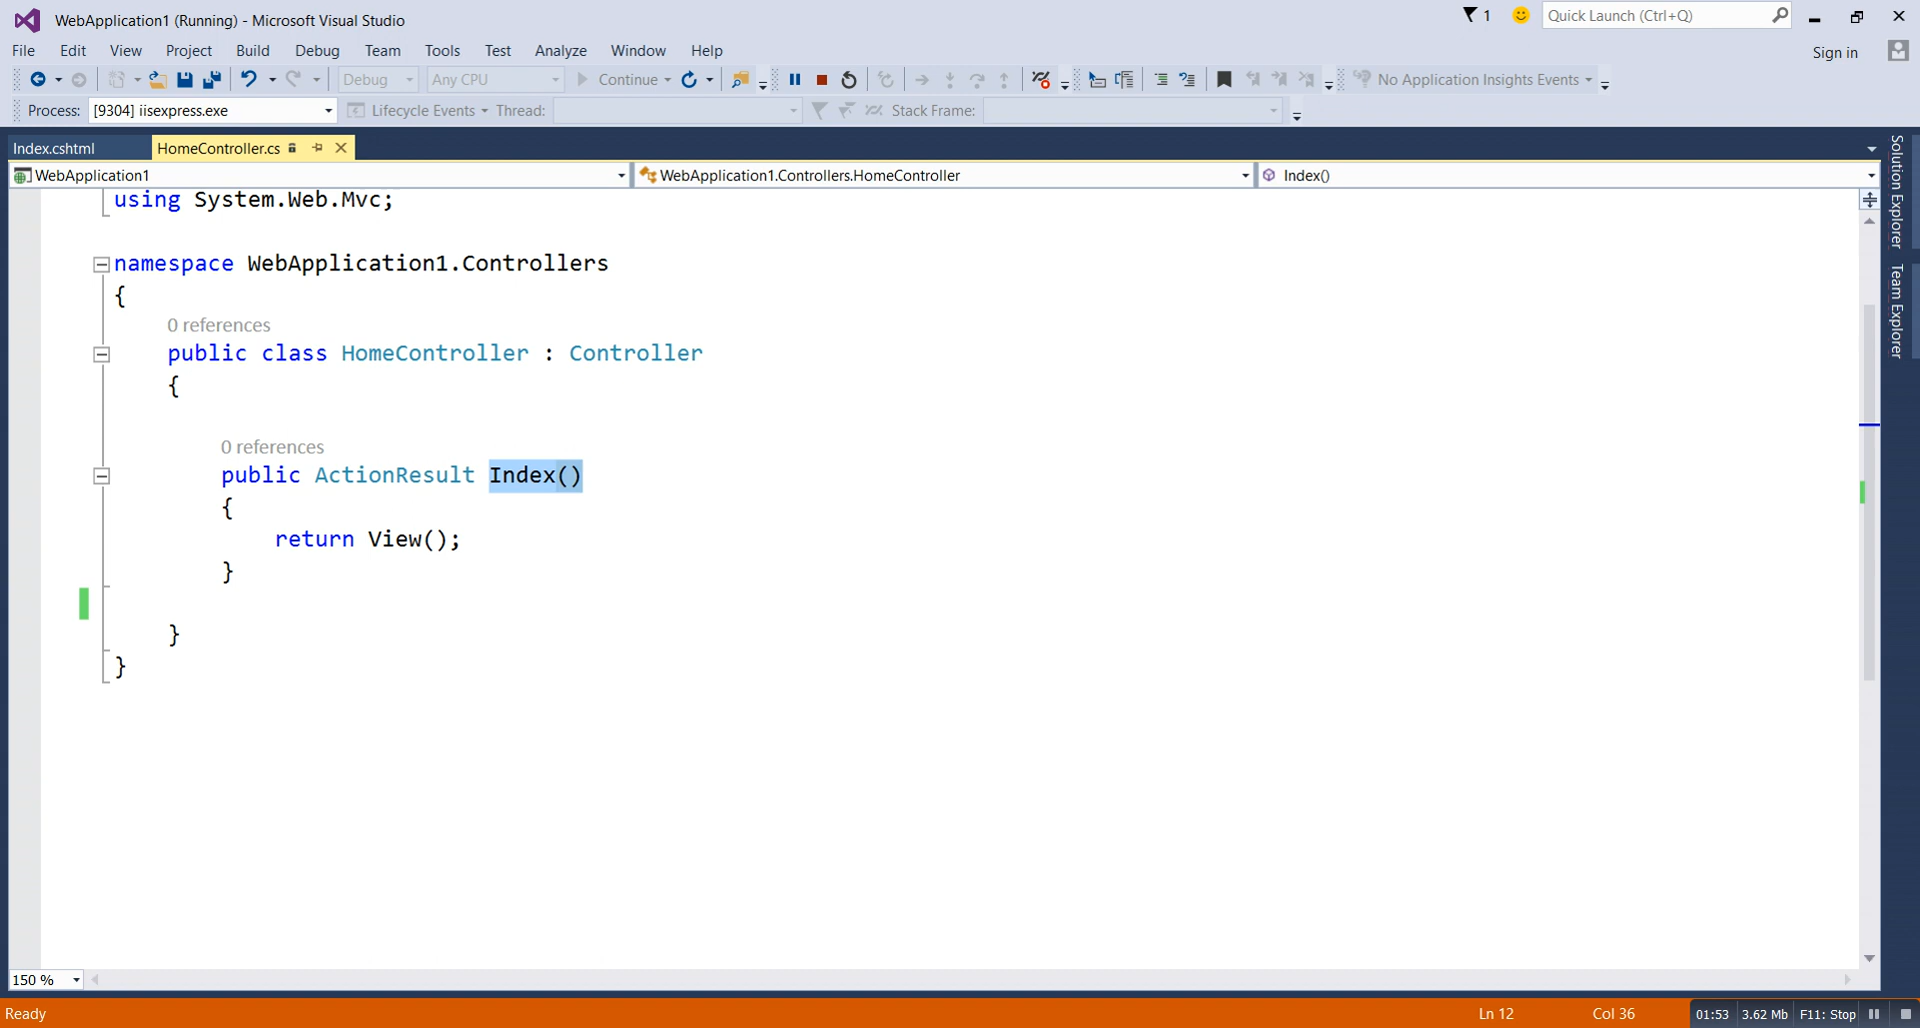 WebApplication1 (Running) - Microsoft Visual Studio
1
Quick Launch (Ctrl+Q)
File Edit View Project Build Debug Team Tools Test Analyze Window Help
Sign in
Debug Any CPU Continue No Application Insights Events
Process: [9304] iisexpress.exe Lifecycle Events Thread: Stack Frame:
Index.cshtml HomeController.cs
WebApplication1 WebApplication1.Controllers.HomeController Index()
Solution Explorer
Team Explorer
using System.Web.Mvc;
namespace WebApplication1.Controllers
{
0 references
public class HomeController : Controller
{
0 references
public ActionResult Index()
{
return View();
}
}
}
150 %
Ready Ln 12 Col 36 01:53 3.62 Mb F11: Stop